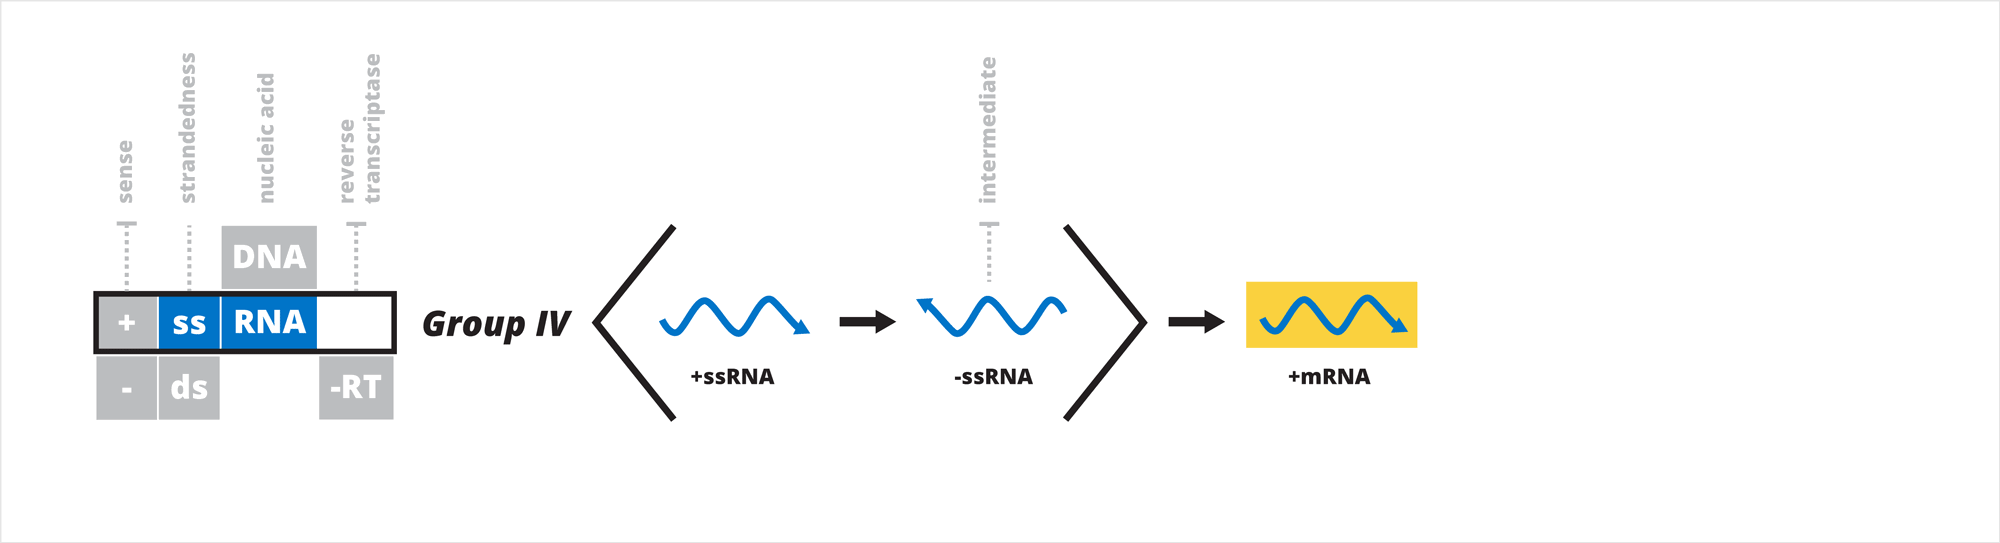 sense
strandedness
nucleic acid
reverse
transcriptase
intermediate
DNA
+ ss RNA
- ds -RT
Group IV
+ssRNA
-ssRNA
+mRNA